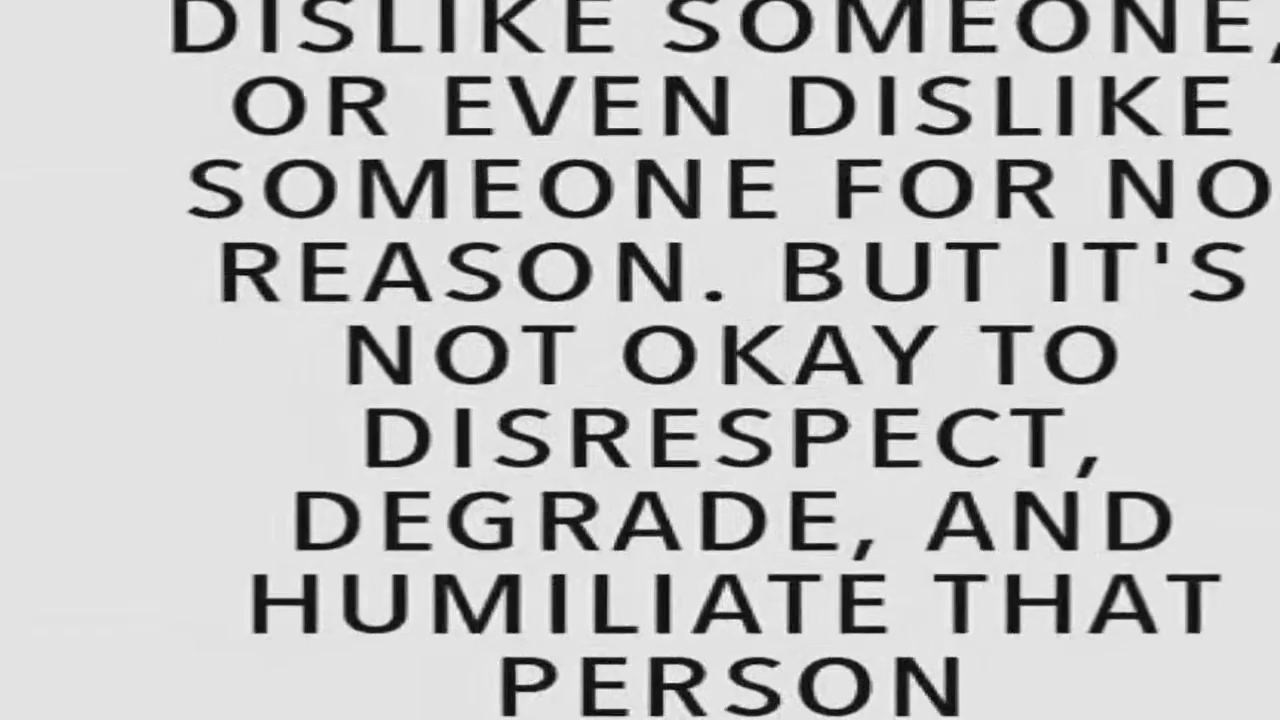 DISLIKE SOMEONE,
OR EVEN DISLIKE
SOMEONE FOR NO
REASON. BUT IT'S
NOT OKAY TO
DISRESPECT,
DEGRADE, AND
HUMILIATE THAT
PERSON